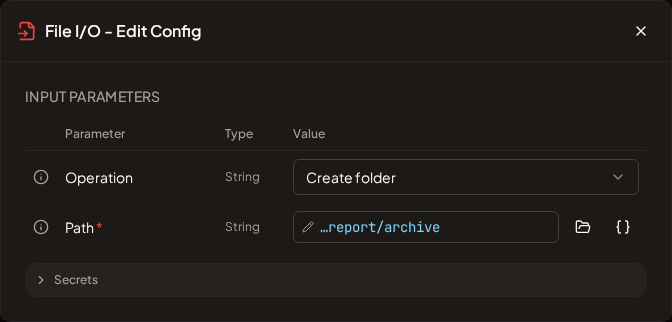 File I/O - Edit Config
INPUT PARAMETERS
Parameter Type Value
Operation String Create folder
Path * String …report/archive { }
Secrets